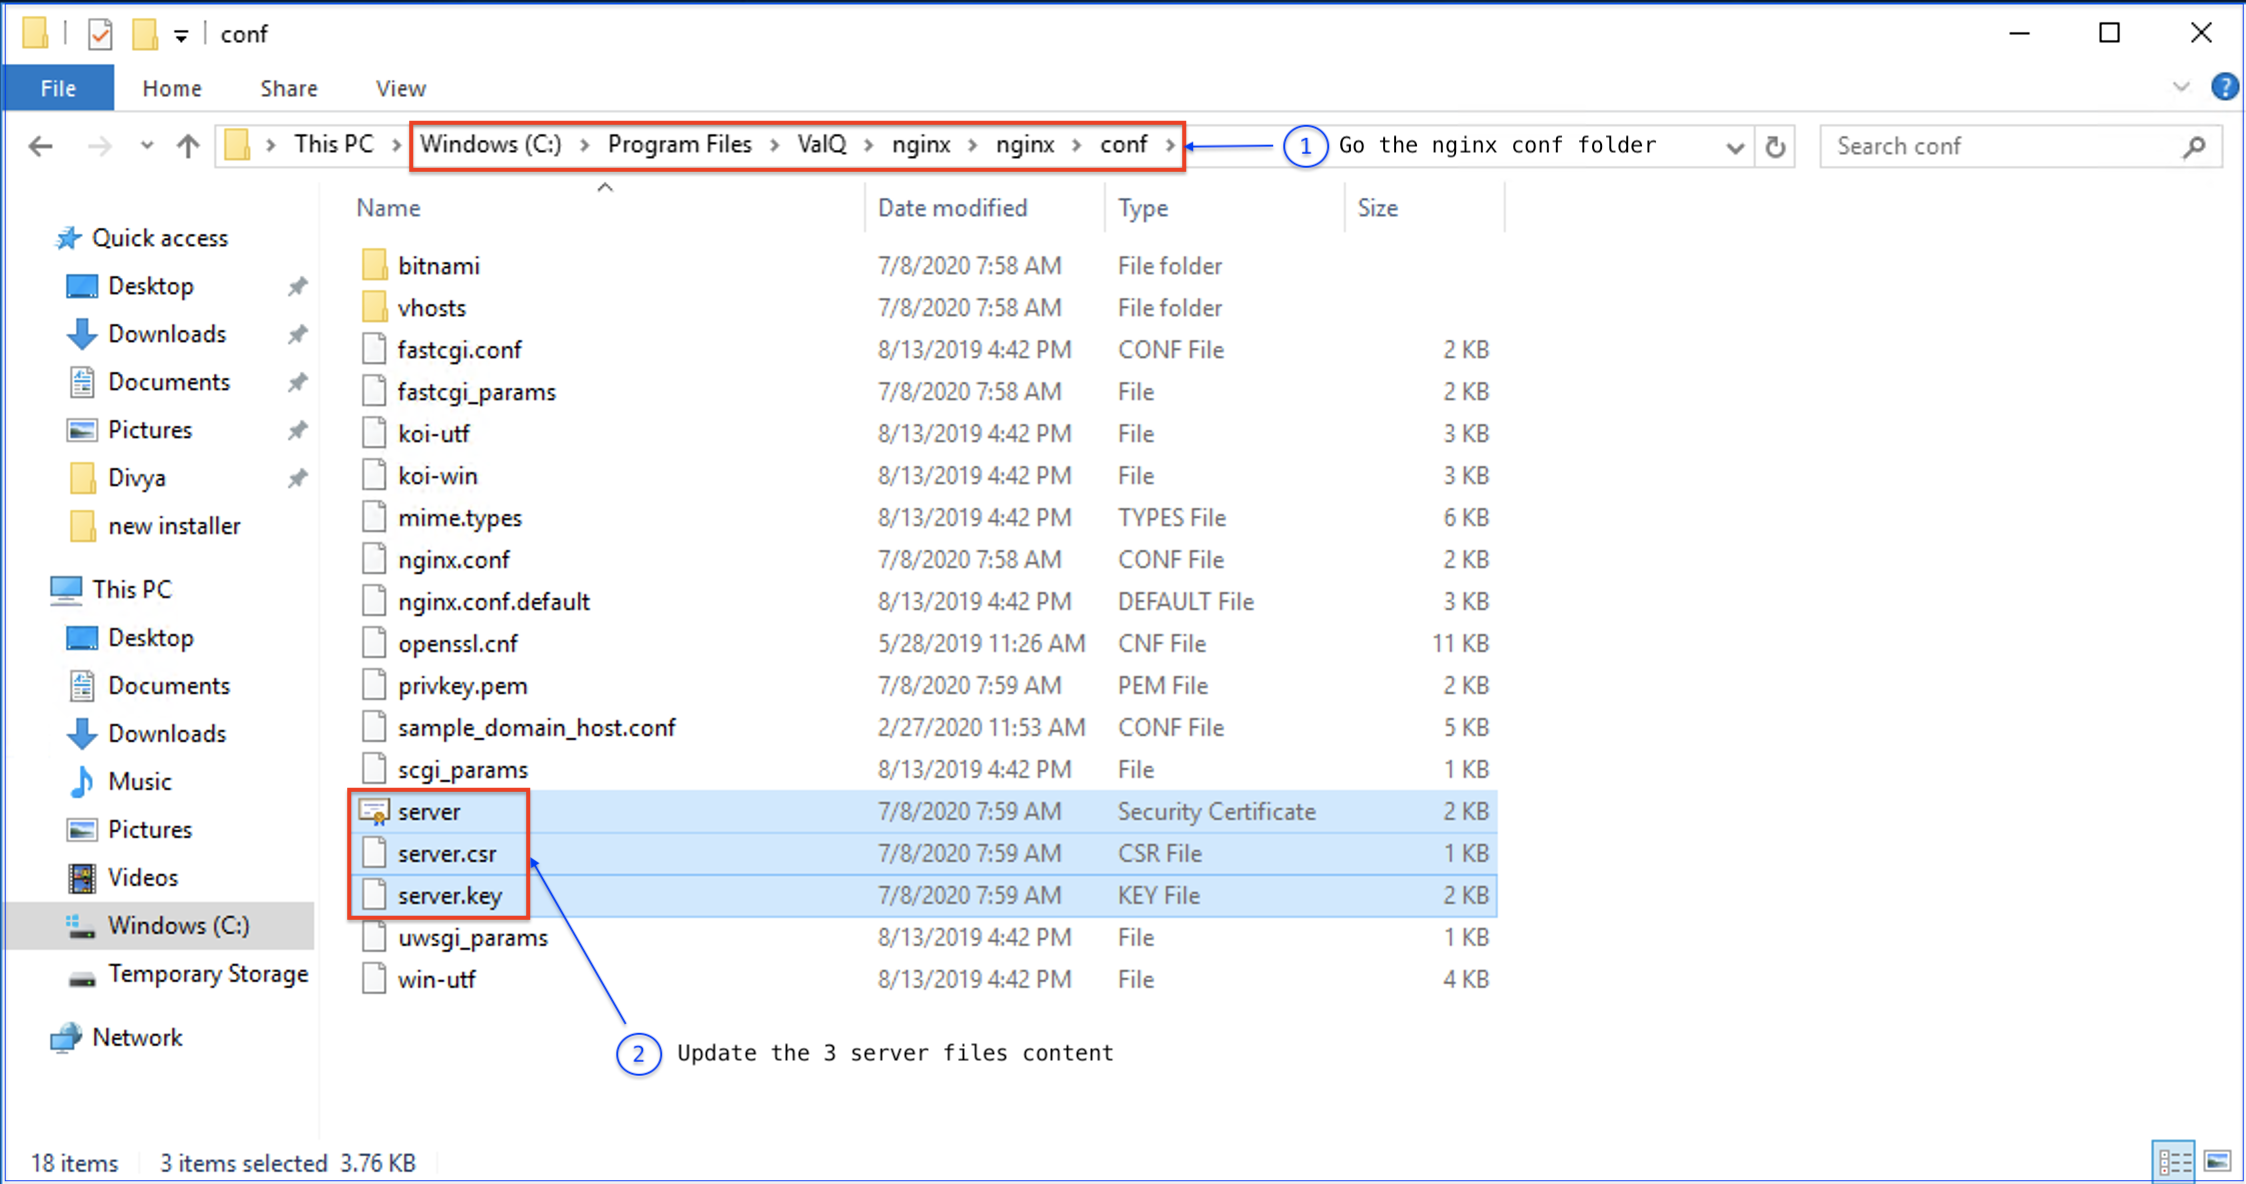 conf
File Home Share View
This PC Windows (C:) Program Files ValQ nginx nginx conf 1 Go the nginx conf folder Search conf
Name Date modified Type Size
Quick access
Desktop
Downloads
Documents
Pictures
Divya
new installer
This PC
Desktop
Documents
Downloads
Music
Pictures
Videos
Windows (C:)
Temporary Storage
Network
bitnami 7/8/2020 7:58 AM File folder
vhosts 7/8/2020 7:58 AM File folder
fastcgi.conf 8/13/2019 4:42 PM CONF File 2 KB
fastcgi_params 7/8/2020 7:58 AM File 2 KB
koi-utf 8/13/2019 4:42 PM File 3 KB
koi-win 8/13/2019 4:42 PM File 3 KB
mime.types 8/13/2019 4:42 PM TYPES File 6 KB
nginx.conf 7/8/2020 7:58 AM CONF File 2 KB
nginx.conf.default 8/13/2019 4:42 PM DEFAULT File 3 KB
openssl.cnf 5/28/2019 11:26 AM CNF File 11 KB
privkey.pem 7/8/2020 7:59 AM PEM File 2 KB
sample_domain_host.conf 2/27/2020 11:53 AM CONF File 5 KB
scgi_params 8/13/2019 4:42 PM File 1 KB
server 7/8/2020 7:59 AM Security Certificate 2 KB
server.csr 7/8/2020 7:59 AM CSR File 1 KB
server.key 7/8/2020 7:59 AM KEY File 2 KB
uwsgi_params 8/13/2019 4:42 PM File 1 KB
win-utf 8/13/2019 4:42 PM File 4 KB
2 Update the 3 server files content
18 items 3 items selected 3.76 KB